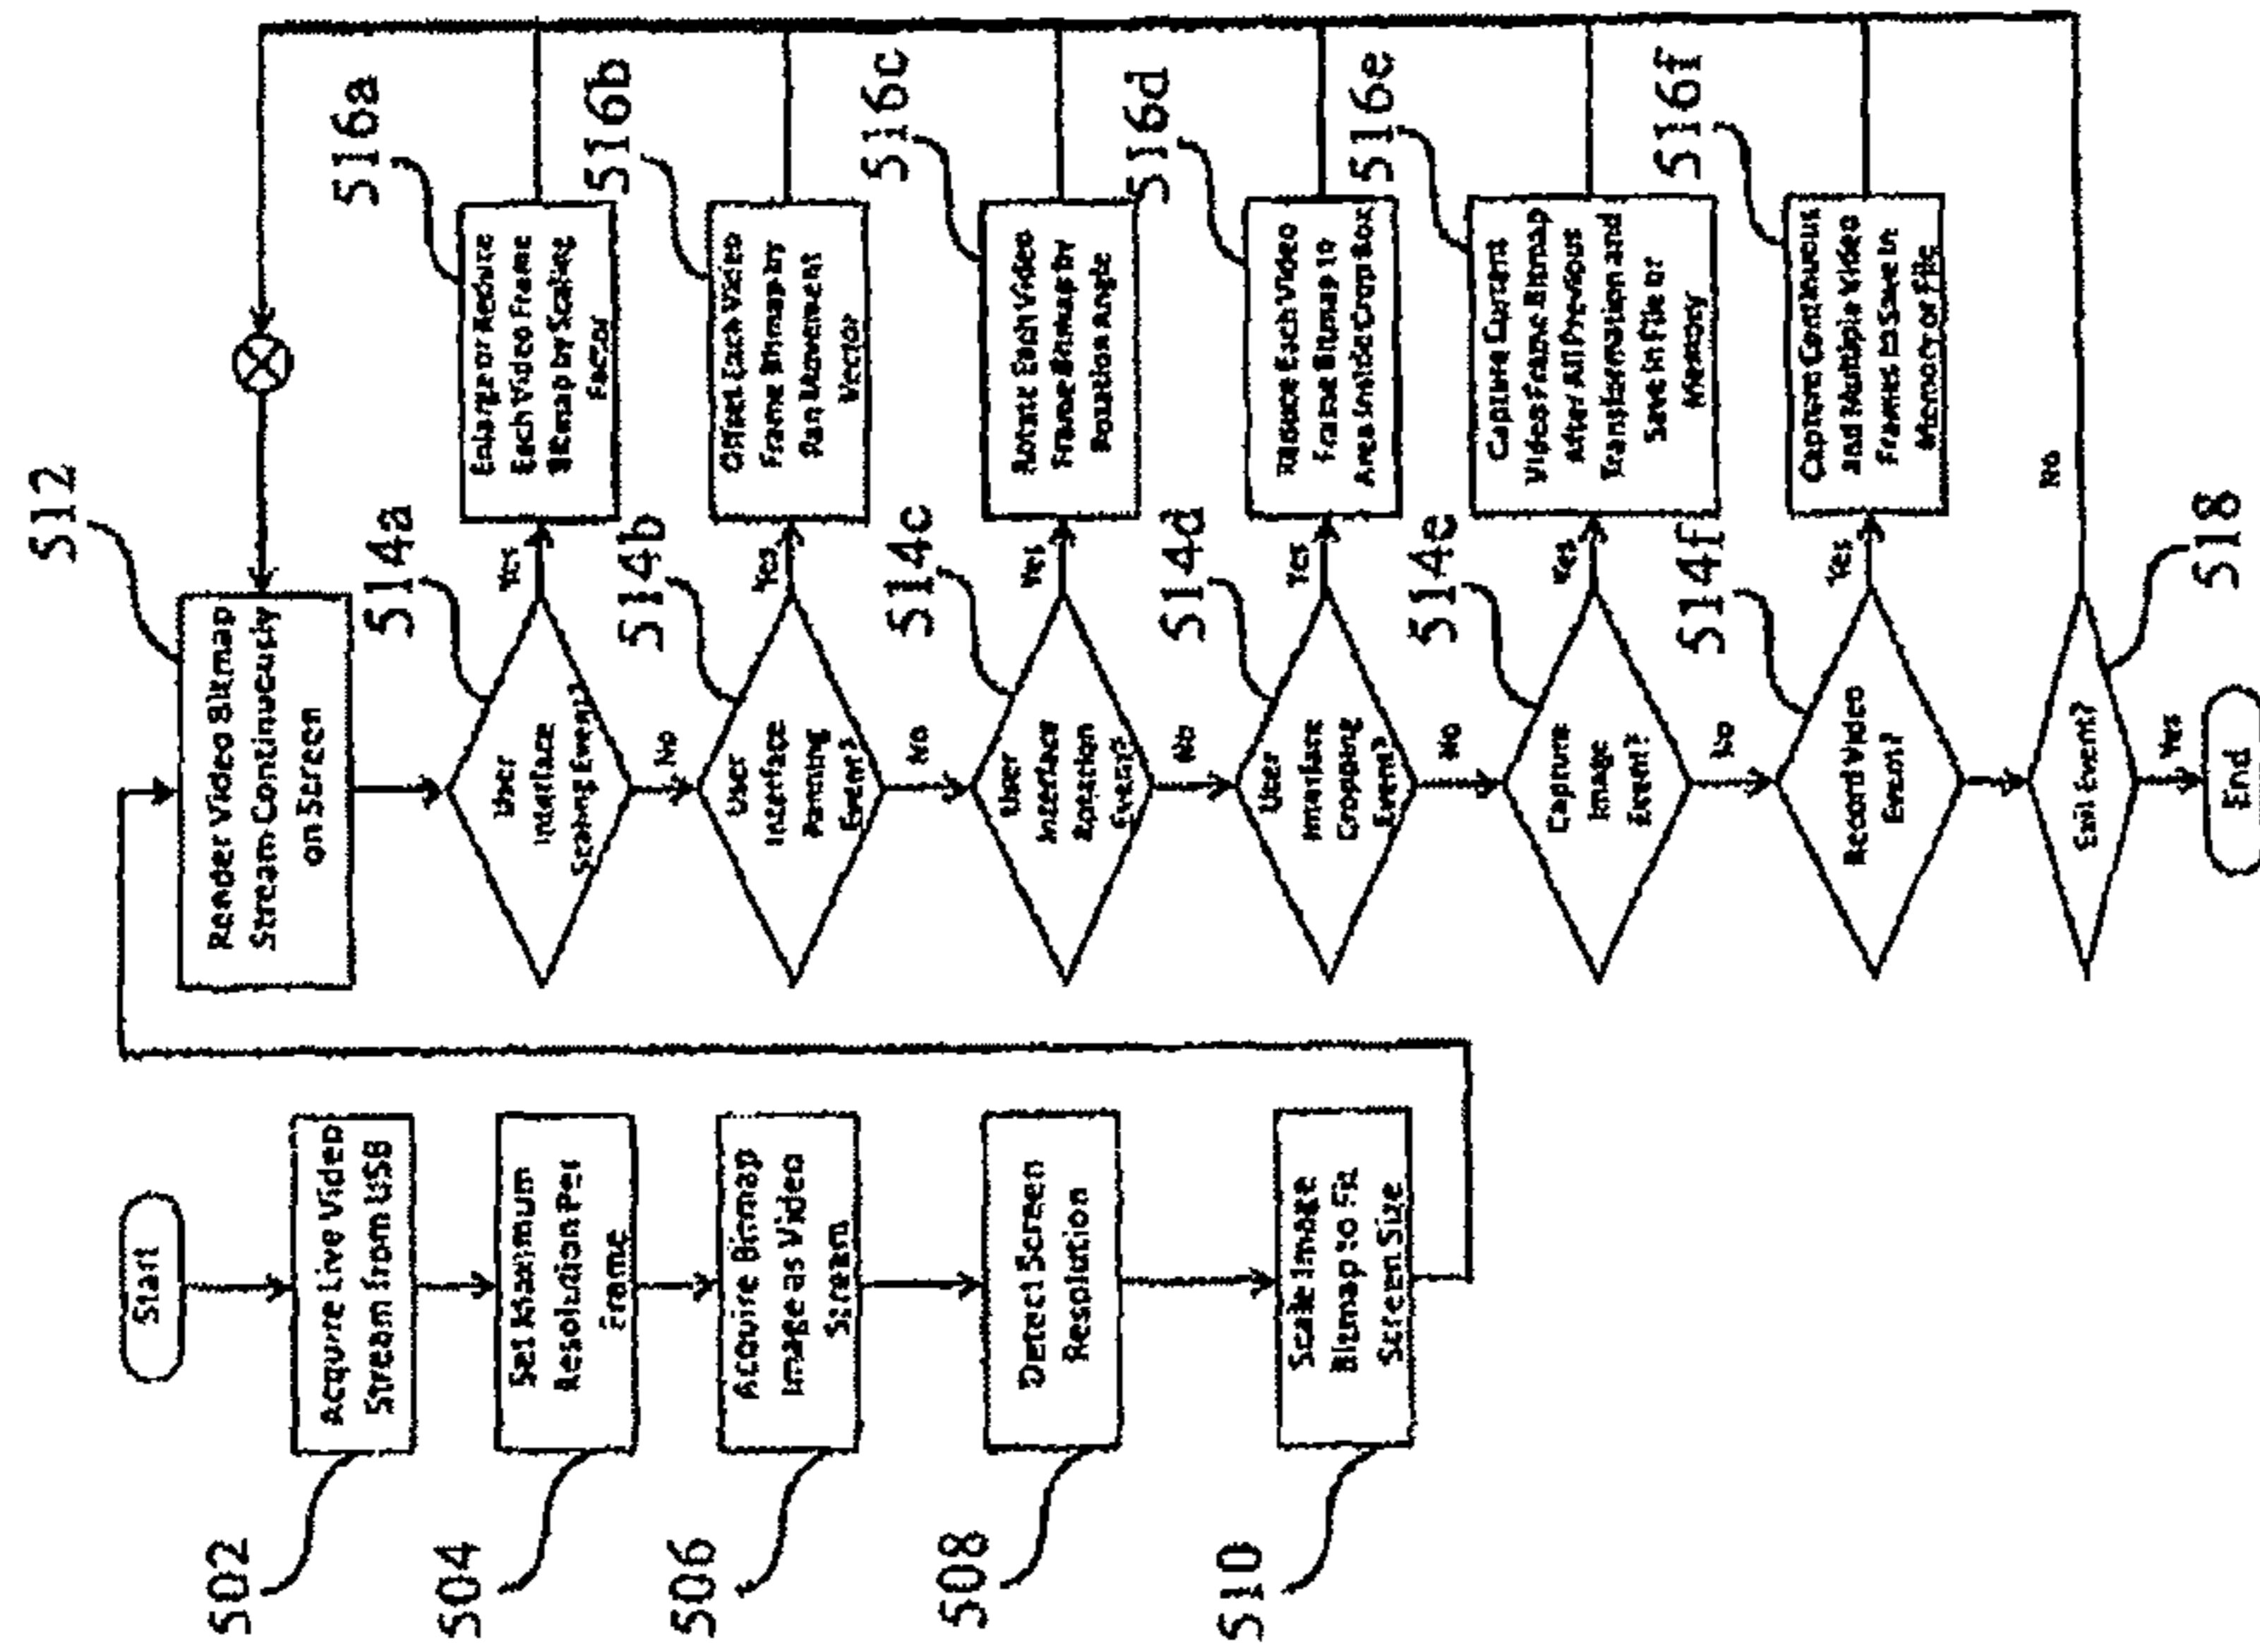 Start
502
Acquire Live Video
Stream from USB
504
Set Maximum
Resolution Per
Frame
506
Acquire Bitmap
Image as Video
Stream
508
Detect Screen
Resolution
510
Scale Image
Bitmap to Fit
Screen Size
512
Render Video Bitmap
Stream Continuously
on Screen
514a
User
Interface
Scaling Event?
Yes
No
516a
Enlarge or Reduce
Each Video Frame
Bitmap by Scaling
Factor
514b
User
Interface
Panning
Event?
Yes
No
516b
Offset Each Video
Frame Bitmap by
Pan Movement
Vector
514c
User
Interface
Rotation
Event?
Yes
No
516c
Rotate Each Video
Frame Bitmap by
Rotation Angle
514d
User
Interface
Cropping
Event?
Yes
No
516d
Reduce Each Video
Frame Bitmap to
Area Inside Crop Box
514e
Capture
Image
Event?
Yes
No
516e
Capture Current
Video Frame Bitmap
After All Previous
Transformation and
Save in File or
Memory
514f
Record Video
Event?
Yes
516f
Capture Continuous
and Multiple Video
Frames to Save in
Memory or File
518
Exit Event?
No
Yes
End